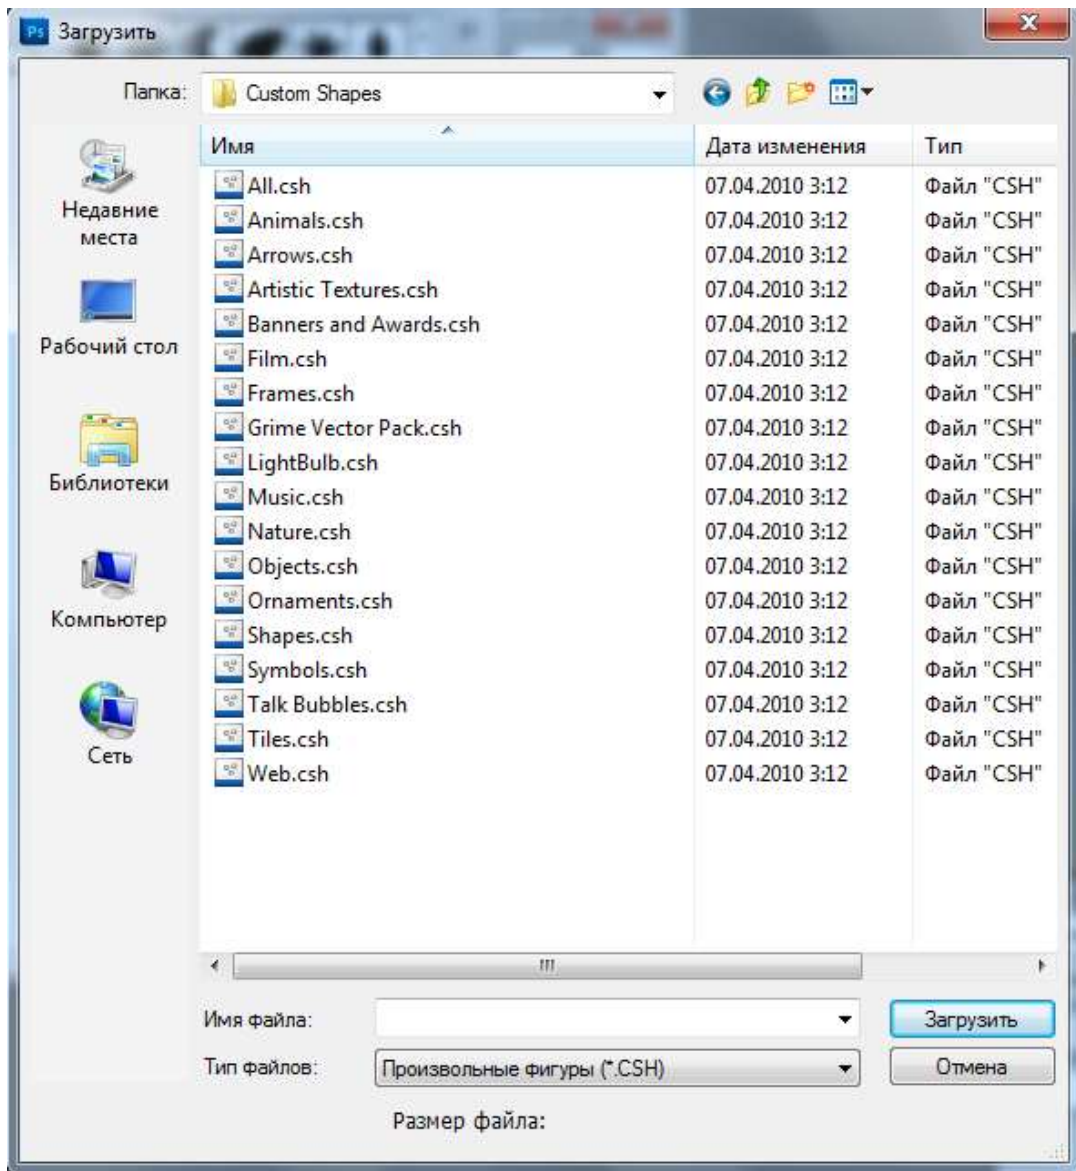 Ps Загрузить
Папка: Custom Shapes
Имя Дата изменения Тип
All.csh 07.04.2010 3:12 Файл "CSH"
Animals.csh 07.04.2010 3:12 Файл "CSH"
Arrows.csh 07.04.2010 3:12 Файл "CSH"
Artistic Textures.csh 07.04.2010 3:12 Файл "CSH"
Banners and Awards.csh 07.04.2010 3:12 Файл "CSH"
Film.csh 07.04.2010 3:12 Файл "CSH"
Frames.csh 07.04.2010 3:12 Файл "CSH"
Grime Vector Pack.csh 07.04.2010 3:12 Файл "CSH"
LightBulb.csh 07.04.2010 3:12 Файл "CSH"
Music.csh 07.04.2010 3:12 Файл "CSH"
Nature.csh 07.04.2010 3:12 Файл "CSH"
Objects.csh 07.04.2010 3:12 Файл "CSH"
Ornaments.csh 07.04.2010 3:12 Файл "CSH"
Shapes.csh 07.04.2010 3:12 Файл "CSH"
Symbols.csh 07.04.2010 3:12 Файл "CSH"
Talk Bubbles.csh 07.04.2010 3:12 Файл "CSH"
Tiles.csh 07.04.2010 3:12 Файл "CSH"
Web.csh 07.04.2010 3:12 Файл "CSH"
Недавние
места
Рабочий стол
Библиотеки
Компьютер
Сеть
Имя файла: Загрузить
Тип файлов: Произвольные фигуры (*.CSH) Отмена
Размер файла: